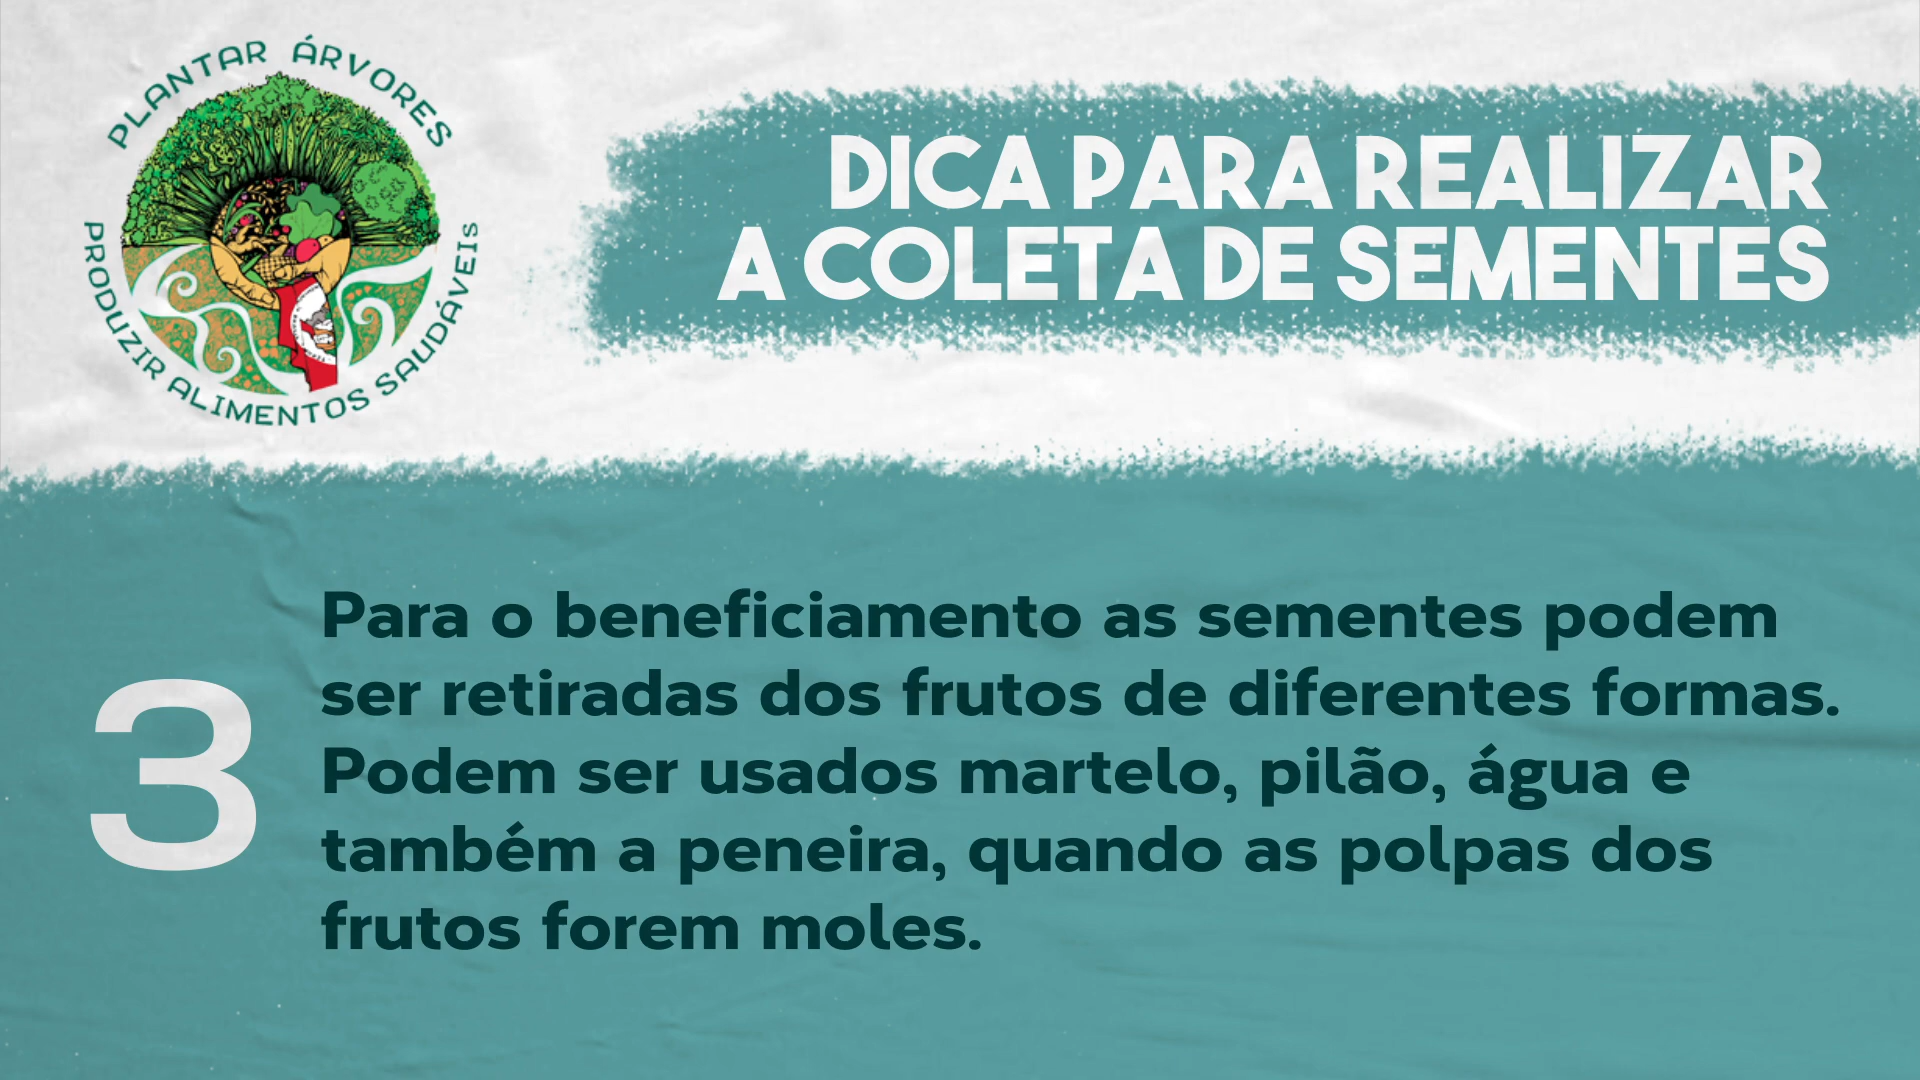 PLANTAR ÁRVORES
PRODUZIR ALIMENTOS SAUDÁVEIS
DICA PARA REALIZAR
A COLETA DE SEMENTES
3
Para o beneficiamento as sementes podem
ser retiradas dos frutos de diferentes formas.
Podem ser usados martelo, pilão, água e
também a peneira, quando as polpas dos
frutos forem moles.